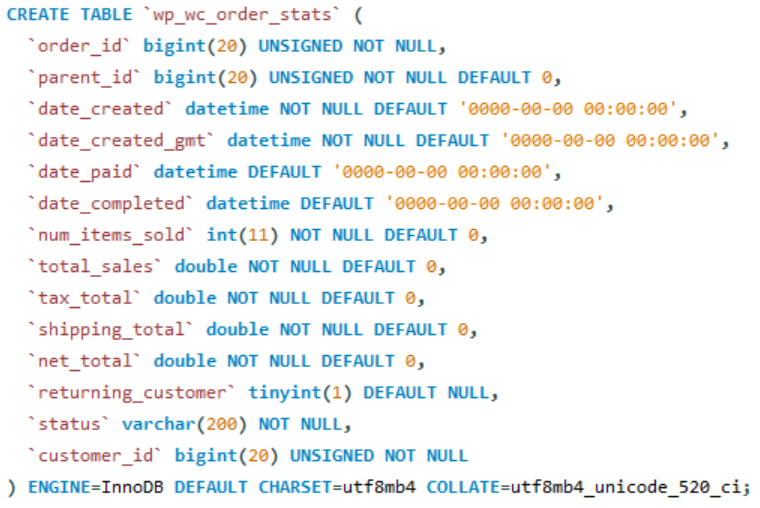 CREATE TABLE `wp_wc_order_stats` (
  `order_id` bigint(20) UNSIGNED NOT NULL,
  `parent_id` bigint(20) UNSIGNED NOT NULL DEFAULT 0,
  `date_created` datetime NOT NULL DEFAULT '0000-00-00 00:00:00',
  `date_created_gmt` datetime NOT NULL DEFAULT '0000-00-00 00:00:00',
  `date_paid` datetime DEFAULT '0000-00-00 00:00:00',
  `date_completed` datetime DEFAULT '0000-00-00 00:00:00',
  `num_items_sold` int(11) NOT NULL DEFAULT 0,
  `total_sales` double NOT NULL DEFAULT 0,
  `tax_total` double NOT NULL DEFAULT 0,
  `shipping_total` double NOT NULL DEFAULT 0,
  `net_total` double NOT NULL DEFAULT 0,
  `returning_customer` tinyint(1) DEFAULT NULL,
  `status` varchar(200) NOT NULL,
  `customer_id` bigint(20) UNSIGNED NOT NULL
) ENGINE=InnoDB DEFAULT CHARSET=utf8mb4 COLLATE=utf8mb4_unicode_520_ci;